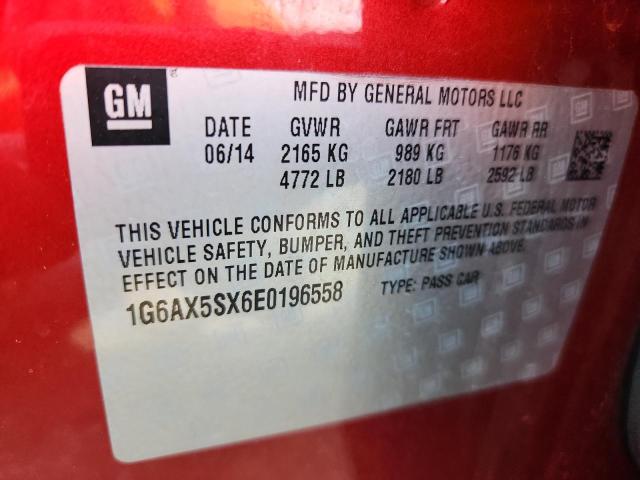 GM
MFD BY GENERAL MOTORS LLC
DATE GVWR GAWR FRT GAWR RR
06/14 2165 KG 989 KG 1176 KG
4772 LB 2180 LB 2592 LB
THIS VEHICLE CONFORMS TO ALL APPLICABLE U.S. FEDERAL MOTOR
VEHICLE SAFETY, BUMPER, AND THEFT PREVENTION STANDARDS IN
EFFECT ON THE DATE OF MANUFACTURE SHOWN ABOVE.
1G6AX5SX6E0196558 TYPE: PASS CAR